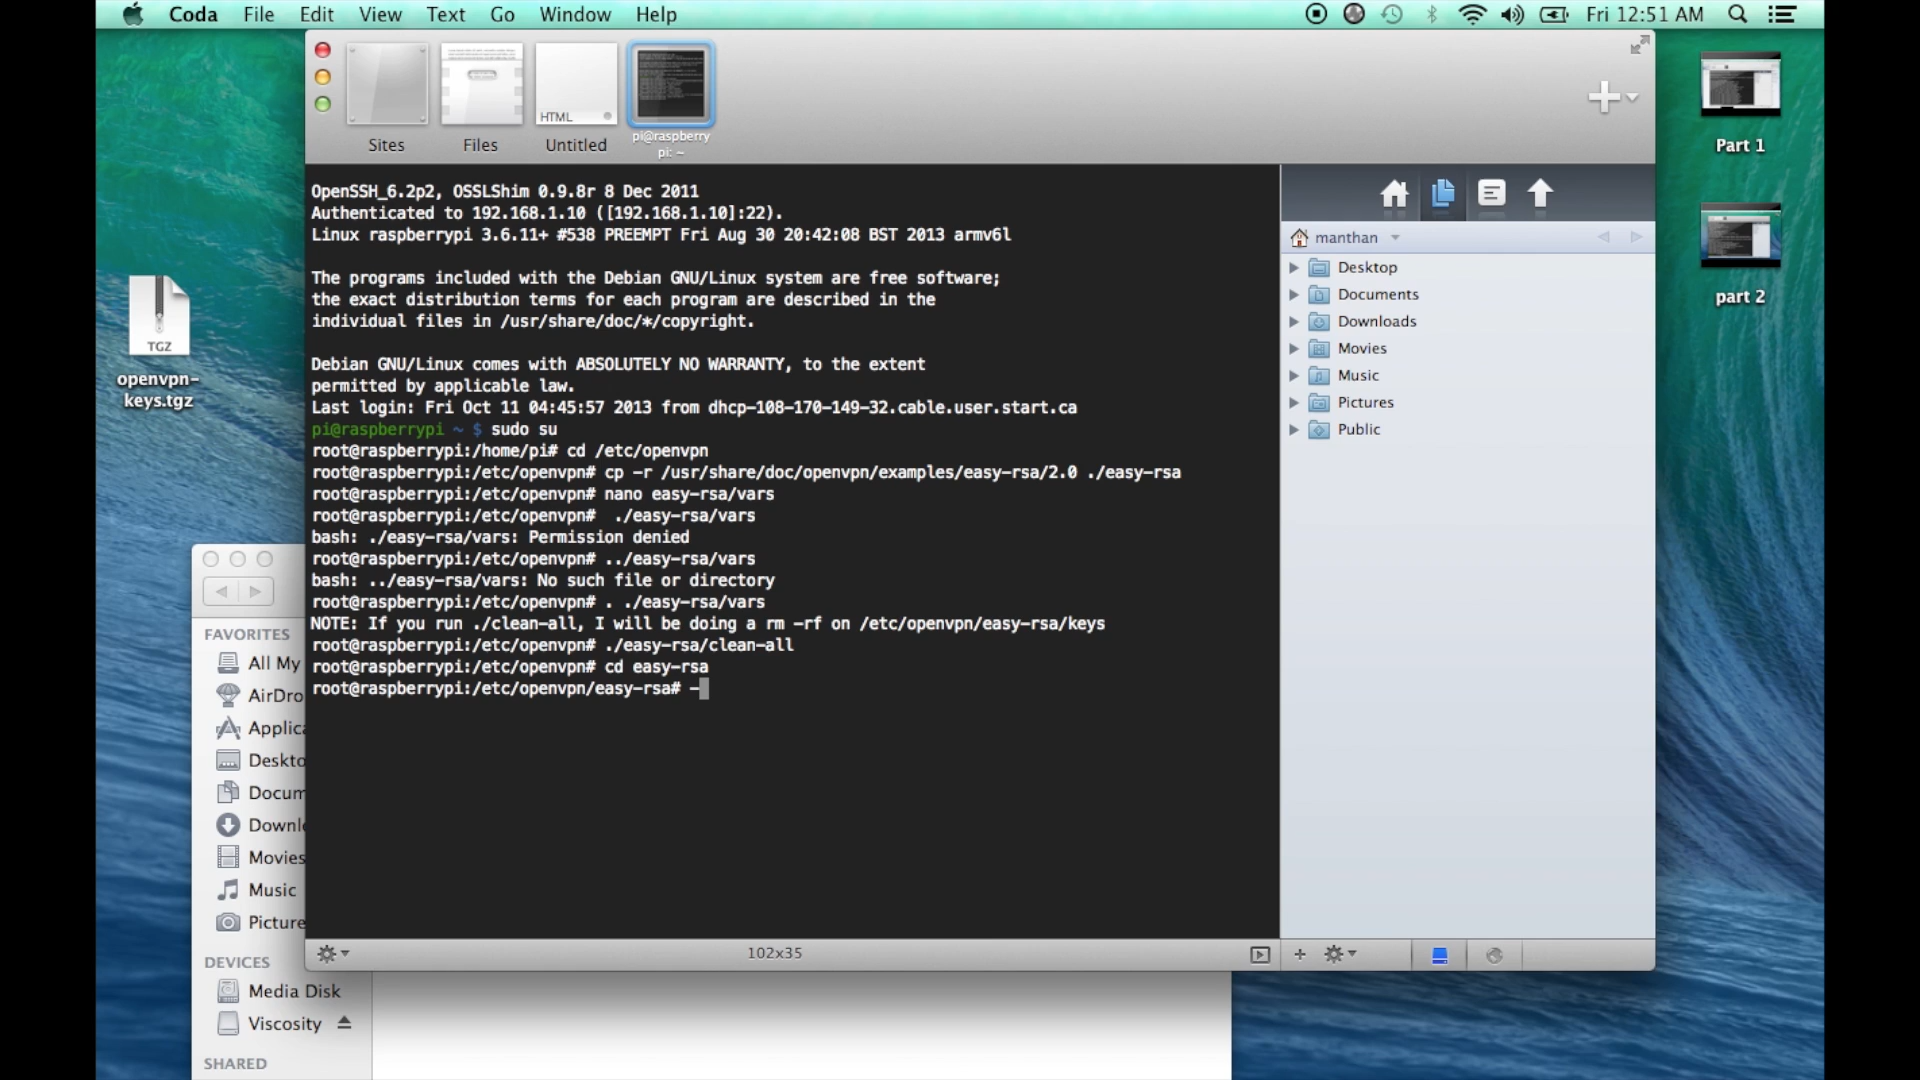 Coda File Edit View Text Go Window Help Fri 12:51 AM
Sites Files Untitled pi@raspberry
pi: ~
HTML
OpenSSH_6.2p2, OSSLShim 0.9.8r 8 Dec 2011
Authenticated to 192.168.1.10 ([192.168.1.10]:22).
Linux raspberrypi 3.6.11+ #538 PREEMPT Fri Aug 30 20:42:08 BST 2013 armv6l
The programs included with the Debian GNU/Linux system are free software;
the exact distribution terms for each program are described in the
individual files in /usr/share/doc/*/copyright.
Debian GNU/Linux comes with ABSOLUTELY NO WARRANTY, to the extent
permitted by applicable law.
Last login: Fri Oct 11 04:45:57 2013 from dhcp-108-170-149-32.cable.user.start.ca
pi@raspberrypi ~ $ sudo su
root@raspberrypi:/home/pi# cd /etc/openvpn
root@raspberrypi:/etc/openvpn# cp -r /usr/share/doc/openvpn/examples/easy-rsa/2.0 ./easy-rsa
root@raspberrypi:/etc/openvpn# nano easy-rsa/vars
root@raspberrypi:/etc/openvpn#  ./easy-rsa/vars
bash: ./easy-rsa/vars: Permission denied
root@raspberrypi:/etc/openvpn# ../easy-rsa/vars
bash: ../easy-rsa/vars: No such file or directory
root@raspberrypi:/etc/openvpn# . ./easy-rsa/vars
NOTE: If you run ./clean-all, I will be doing a rm -rf on /etc/openvpn/easy-rsa/keys
root@raspberrypi:/etc/openvpn# ./easy-rsa/clean-all
root@raspberrypi:/etc/openvpn# cd easy-rsa
root@raspberrypi:/etc/openvpn/easy-rsa# -
102x35
manthan
Desktop
Documents
Downloads
Movies
Music
Pictures
Public
Part 1
part 2
TGZ
openvpn-
keys.tgz
FAVORITES
All My
AirDro
Applica
Deskto
Docum
Downl
Movies
Music
Picture
DEVICES
Media Disk
Viscosity
SHARED